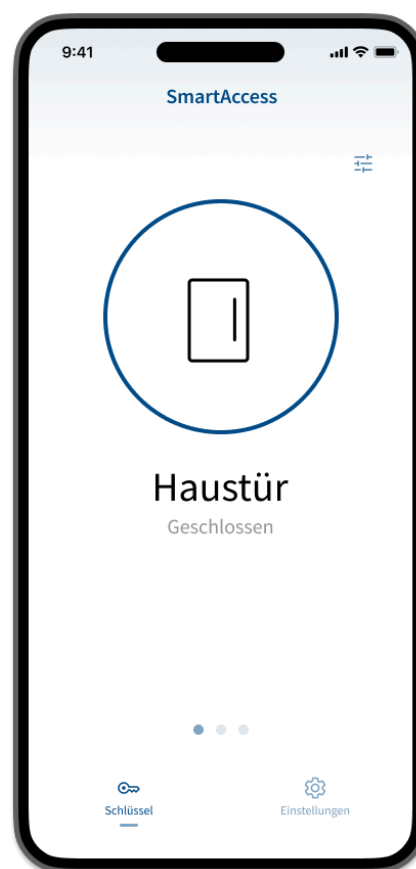 9:41
SmartAccess
Haustür
Geschlossen
Schlüssel
Einstellungen